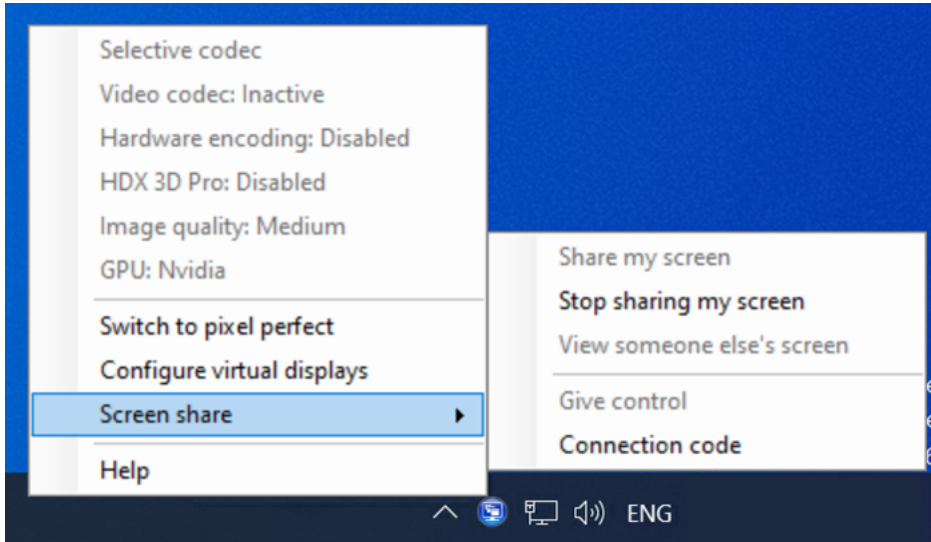 Selective codec
Video codec: Inactive
Hardware encoding: Disabled
HDX 3D Pro: Disabled
Image quality: Medium
GPU: Nvidia
Switch to pixel perfect
Configure virtual displays
Screen share
Help
Share my screen
Stop sharing my screen
View someone else's screen
Give control
Connection code
ENG